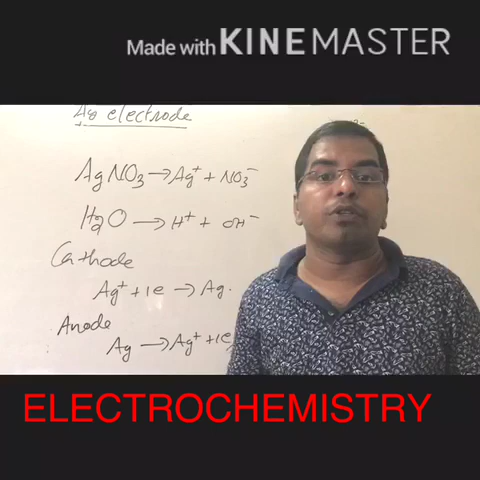 Made with KINEMASTER
Ag electrode
AgNO3 → Ag+ + NO3-
H2O → H+ + OH-
Cathode
Ag+ + 1e → Ag.
Anode
Ag → Ag+ + 1e
ELECTROCHEMISTRY